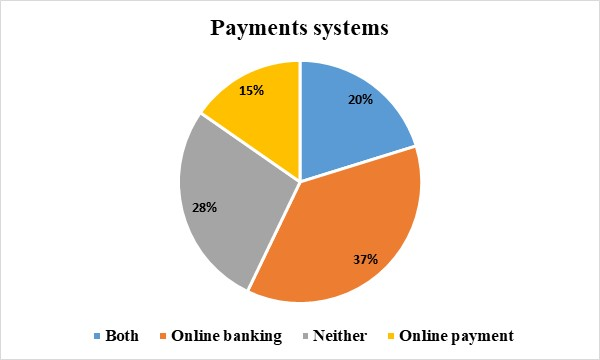 Payments systems
15%
20%
28%
37%
Both Online banking Neither Online payment